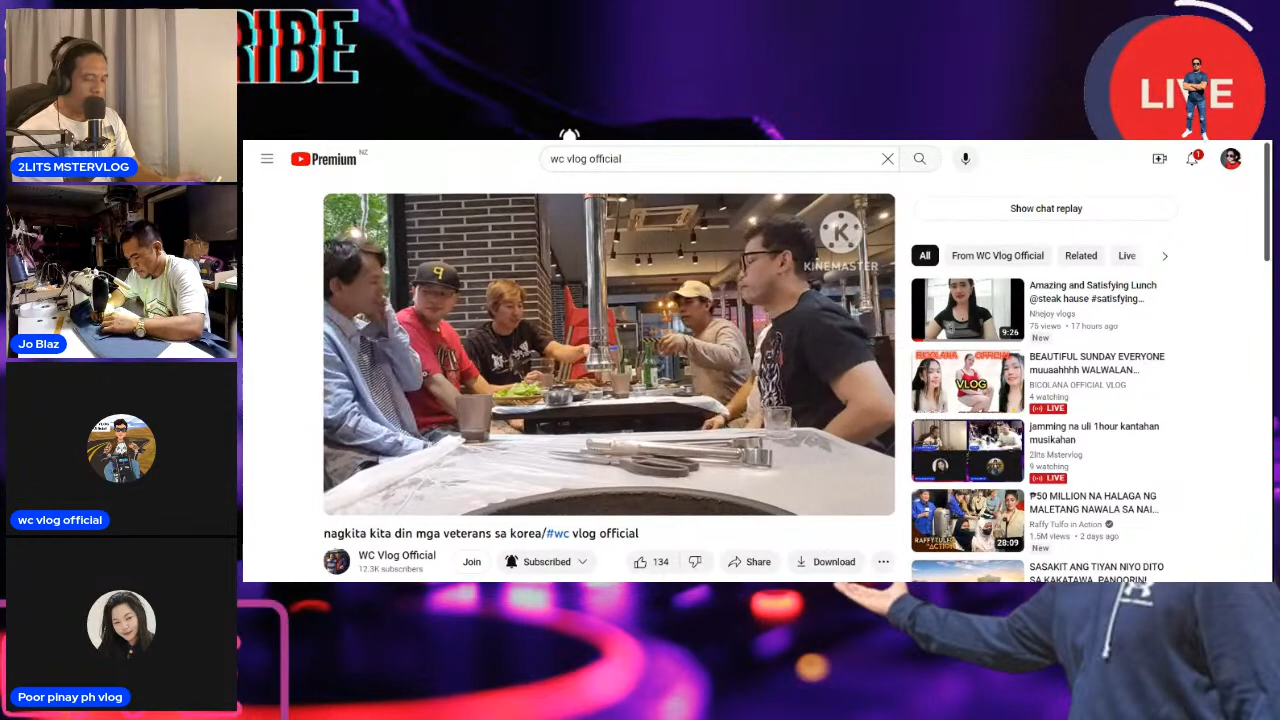 RIBE
LIVE
2LITS MSTERVLOG
Jo Blaz
wc vlog official
Poor pinay ph vlog
Premium NZ
wc vlog official
1
K
KINEMASTER
nagkita kita din mga veterans sa korea/#wc vlog official
WC Vlog Official
12.3K subscribers
Join
Subscribed
134
Share
Download
Show chat replay
All
From WC Vlog Official
Related
Live
Amazing and Satisfying Lunch
@steak hause #satisfying...
Nhejoy vlogs
75 views • 17 hours ago
New
9:26
BEAUTIFUL SUNDAY EVERYONE
muuaaahhhh WALWALAN...
BICOLANA OFFICIAL VLOG
4 watching
LIVE
BICOLANA OFFICIAL
VLOG
jamming na uli 1hour kantahan
musikahan
2lits Mstervlog
9 watching
LIVE
₱50 MILLION NA HALAGA NG
MALETANG NAWALA SA NAI...
Raffy Tulfo in Action
1.5M views • 2 days ago
New
28:09
SASAKIT ANG TIYAN NIYO DITO
SA KAKATAWA, PANOORIN!